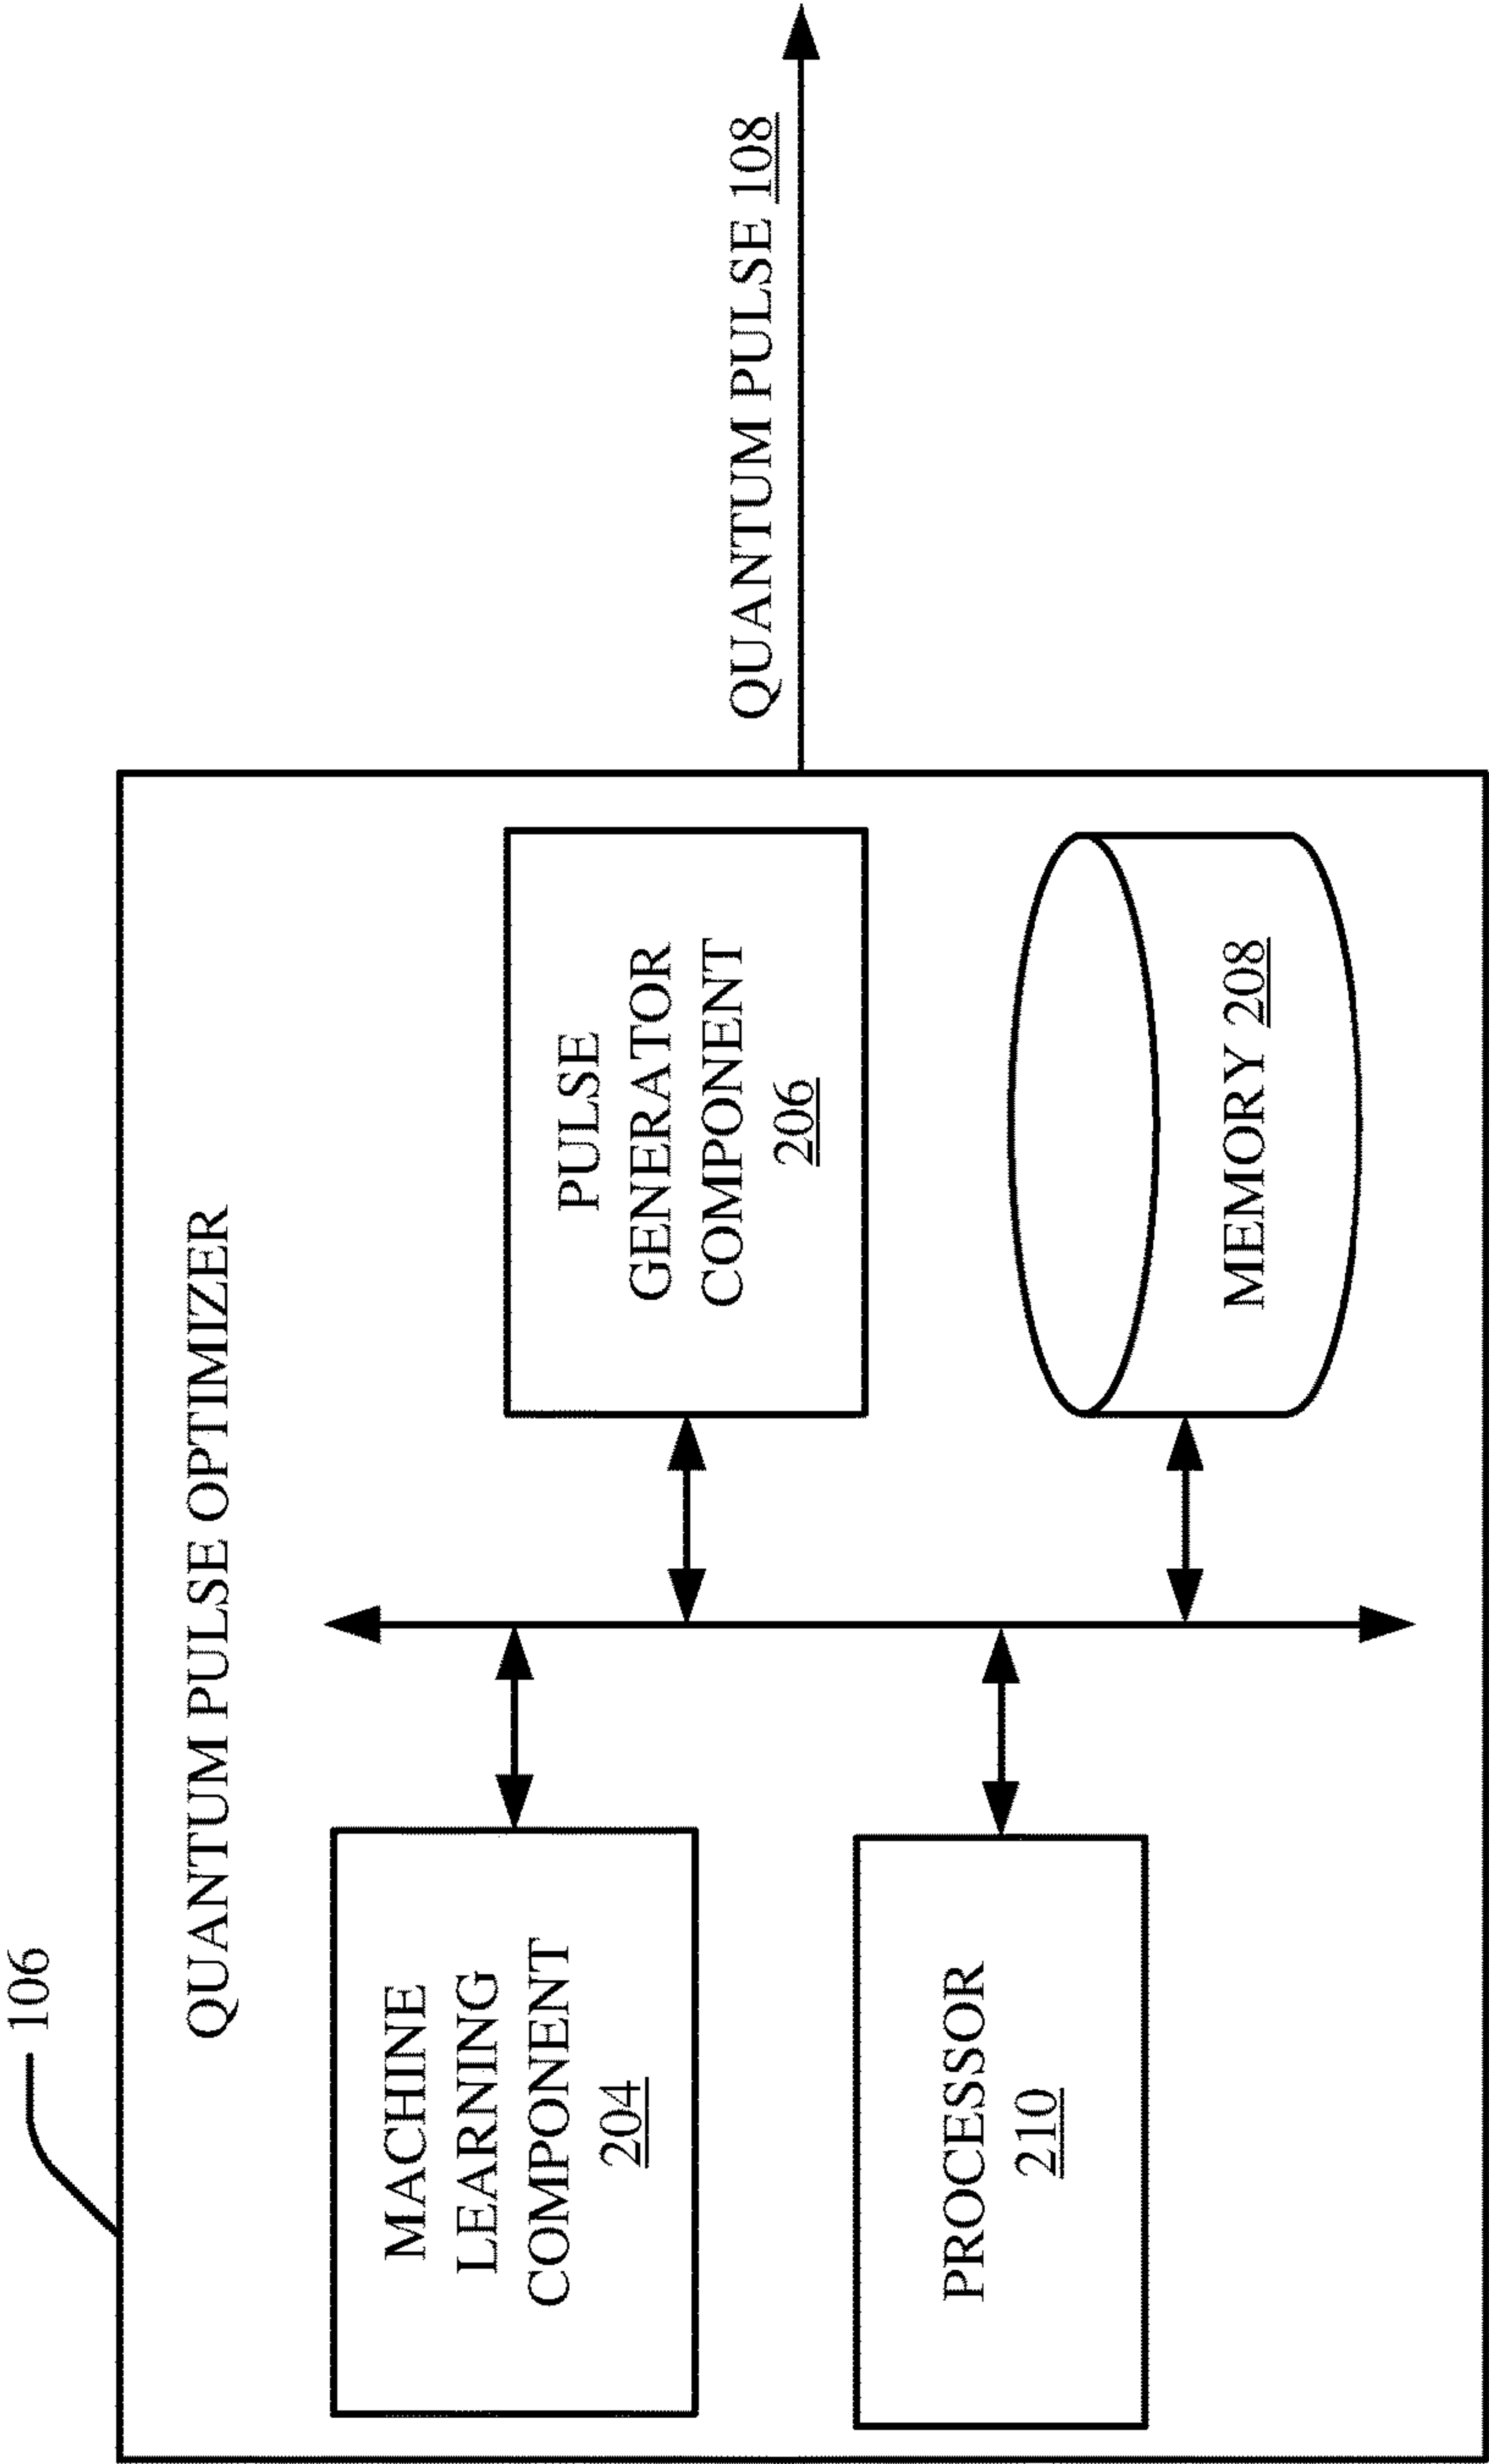 106
QUANTUM PULSE OPTIMIZER
MACHINE
LEARNING
COMPONENT
204
PULSE
GENERATOR
COMPONENT
206
QUANTUM PULSE 108
PROCESSOR
210
MEMORY 208